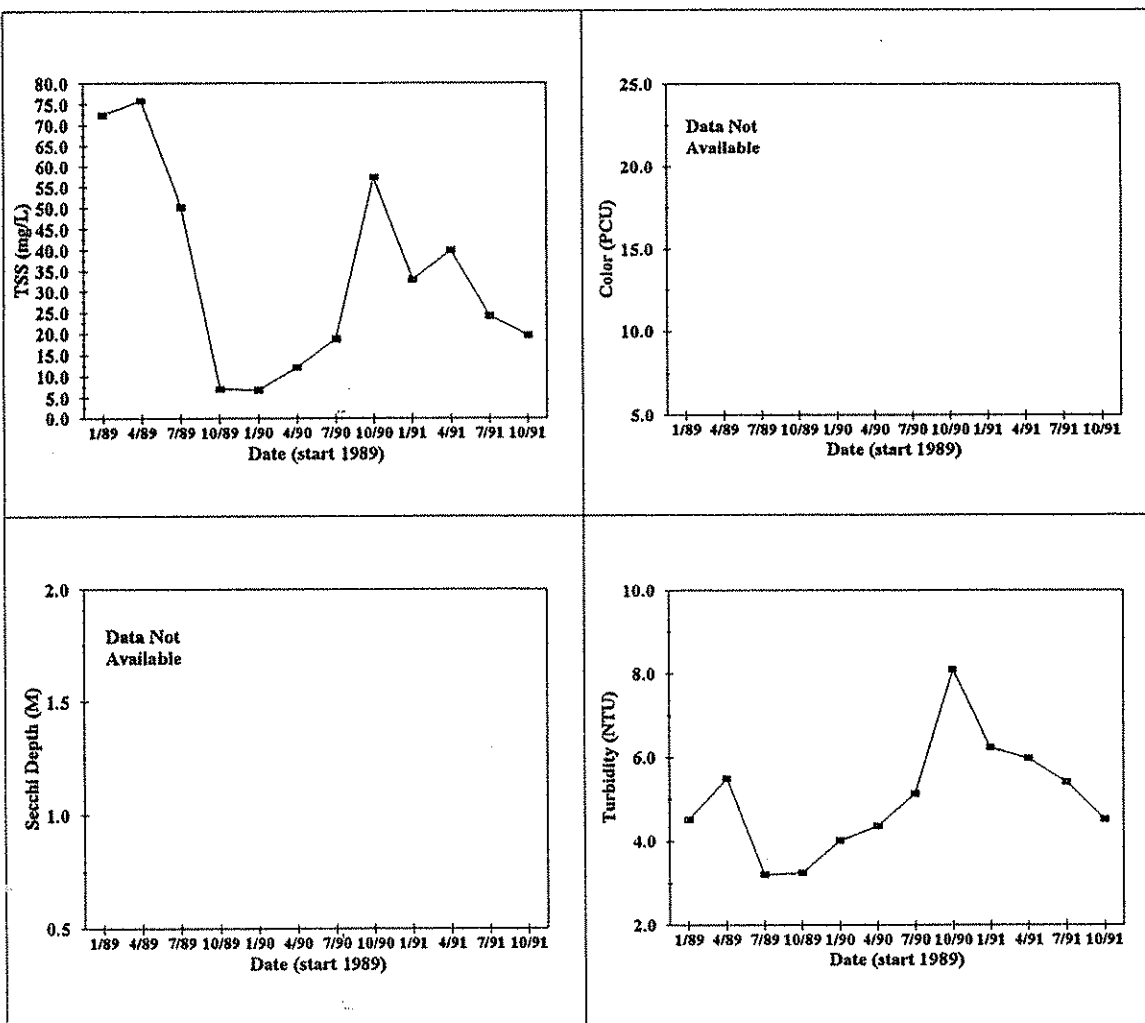 80.0
75.0
70.0
65.0
60.0
55.0
50.0
45.0
40.0
35.0
30.0
25.0
20.0
15.0
10.0
5.0
0.0
TSS (mg/L)
1/89 4/89 7/89 10/89 1/90 4/90 7/90 10/90 1/91 4/91 7/91 10/91
Date (start 1989)
25.0
20.0
15.0
10.0
5.0
Color (PCU)
Data Not
Available
1/89 4/89 7/89 10/89 1/90 4/90 7/90 10/90 1/91 4/91 7/91 10/91
Date (start 1989)
2.0
1.5
1.0
0.5
Secchi Depth (M)
Data Not
Available
1/89 4/89 7/89 10/89 1/90 4/90 7/90 10/90 1/91 4/91 7/91 10/91
Date (start 1989)
10.0
8.0
6.0
4.0
2.0
Turbidity (NTU)
1/89 4/89 7/89 10/89 1/90 4/90 7/90 10/90 1/91 4/91 7/91 10/91
Date (start 1989)